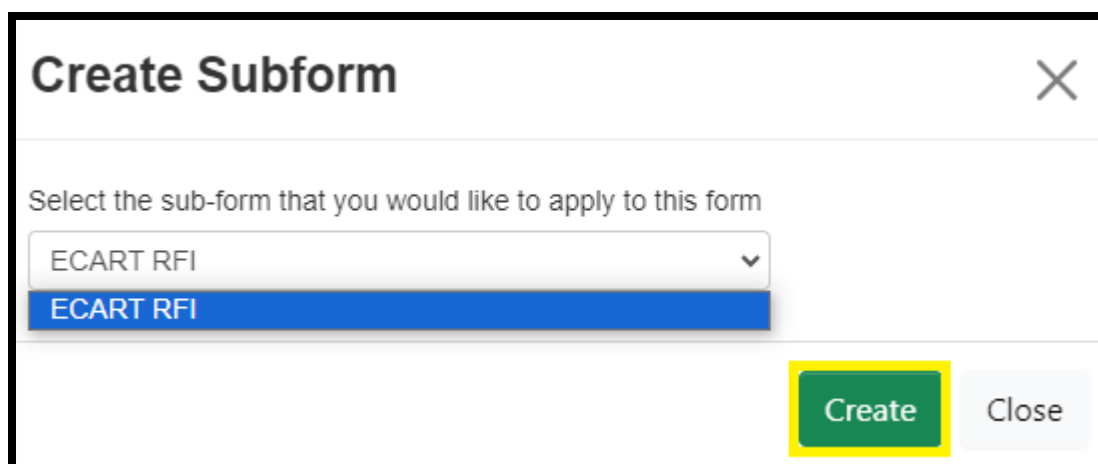 Create Subform
Select the sub-form that you would like to apply to this form
ECART RFI
ECART RFI
Create Close